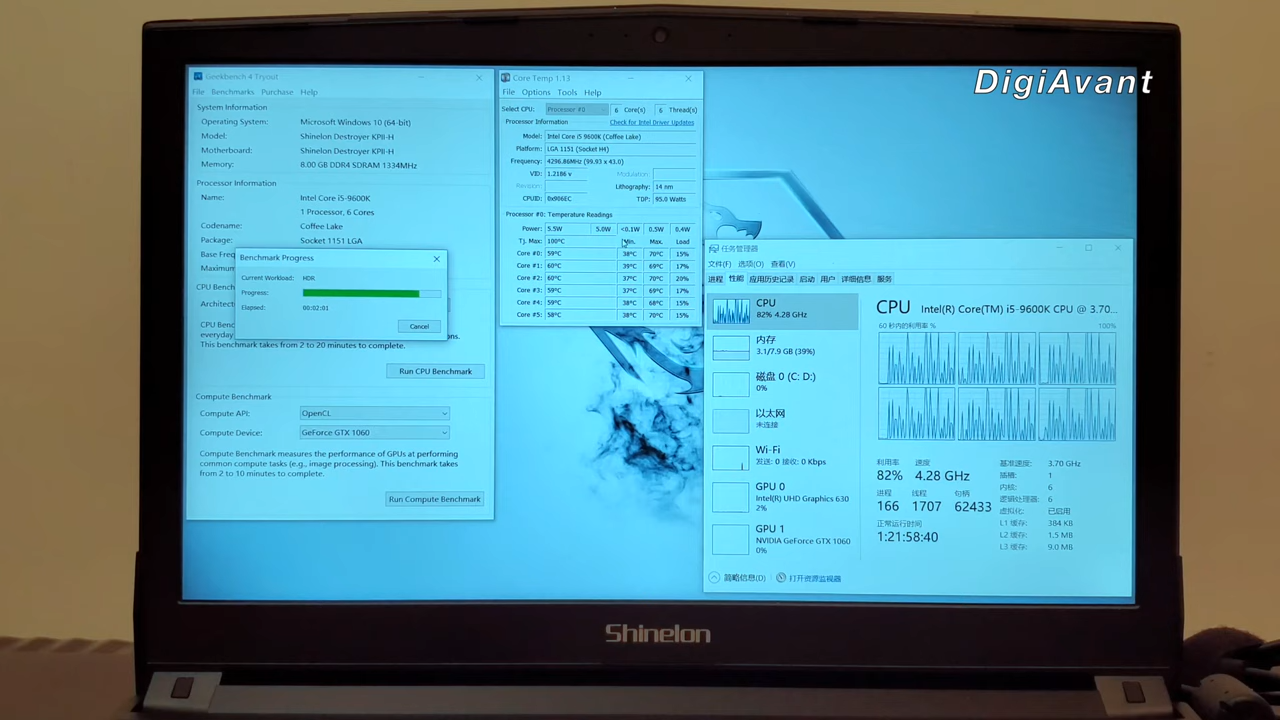 DigiAvant
Geekbench 4 Tryout
File Benchmarks Purchase Help
System Information
Operating System: Microsoft Windows 10 (64-bit)
Model: Shinelon Destroyer KPII-H
Motherboard: Shinelon Destroyer KPII-H
Memory: 8.00 GB DDR4 SDRAM 1334MHz
Processor Information
Name: Intel Core i5-9600K
1 Processor, 6 Cores
Codename: Coffee Lake
Package: Socket 1151 LGA
Base Freq
Maximum
CPU Benc
Archite
CPU Benc
everyday
This benchmark takes from 2 to 20 minutes to complete.
Run CPU Benchmark
Compute Benchmark
Compute API: OpenCL
Compute Device: GeForce GTX 1060
Compute Benchmark measures the performance of GPUs at performing
common compute tasks (e.g., image processing). This benchmark takes
from 2 to 10 minutes to complete.
Run Compute Benchmark
Benchmark Progress
Current Workload: HDR
Progress:
Elapsed: 00:02:01
Cancel
Core Temp 1.13
File Options Tools Help
Select CPU: Processor #0 6 Core(s) 6 Thread(s)
Processor Information Check for Intel Driver Updates
Model: Intel Core i5 9600K (Coffee Lake)
Platform: LGA 1151 (Socket H4)
Frequency: 4296.86MHz (99.93 x 43.0)
VID: 1.2186 v Modulation:
Revision: Lithography: 14 nm
CPUID: 0x906EC TDP: 95.0 Watts
Processor #0: Temperature Readings
Power: 5.5W 5.0W <0.1W 0.5W 0.4W
Tj. Max: 100°C Min. Max. Load
Core #0: 59°C 38°C 70°C 15%
Core #1: 60°C 39°C 69°C 17%
Core #2: 60°C 37°C 70°C 20%
Core #3: 59°C 37°C 69°C 17%
Core #4: 59°C 38°C 68°C 15%
Core #5: 58°C 38°C 70°C 15%
任务管理器
文件(F) 选项(O) 查看(V)
进程 性能 应用历史记录 启动 用户 详细信息 服务
CPU
82% 4.28 GHz
内存
3.1/7.9 GB (39%)
磁盘 0 (C: D:)
0%
以太网
未连接
Wi-Fi
发送: 0 接收: 0 Kbps
GPU 0
Intel(R) UHD Graphics 630
2%
GPU 1
NVIDIA GeForce GTX 1060
0%
CPU Intel(R) Core(TM) i5-9600K CPU @ 3.70...
60 秒内的利用率 % 100%
利用率 速度
82% 4.28 GHz
进程 线程 句柄
166 1707 62433
正常运行时间
1:21:58:40
基准速度: 3.70 GHz
插槽: 1
内核: 6
逻辑处理器: 6
虚拟化: 已启用
L1 缓存: 384 KB
L2 缓存: 1.5 MB
L3 缓存: 9.0 MB
简略信息(D) 打开资源监视器
Shinelon